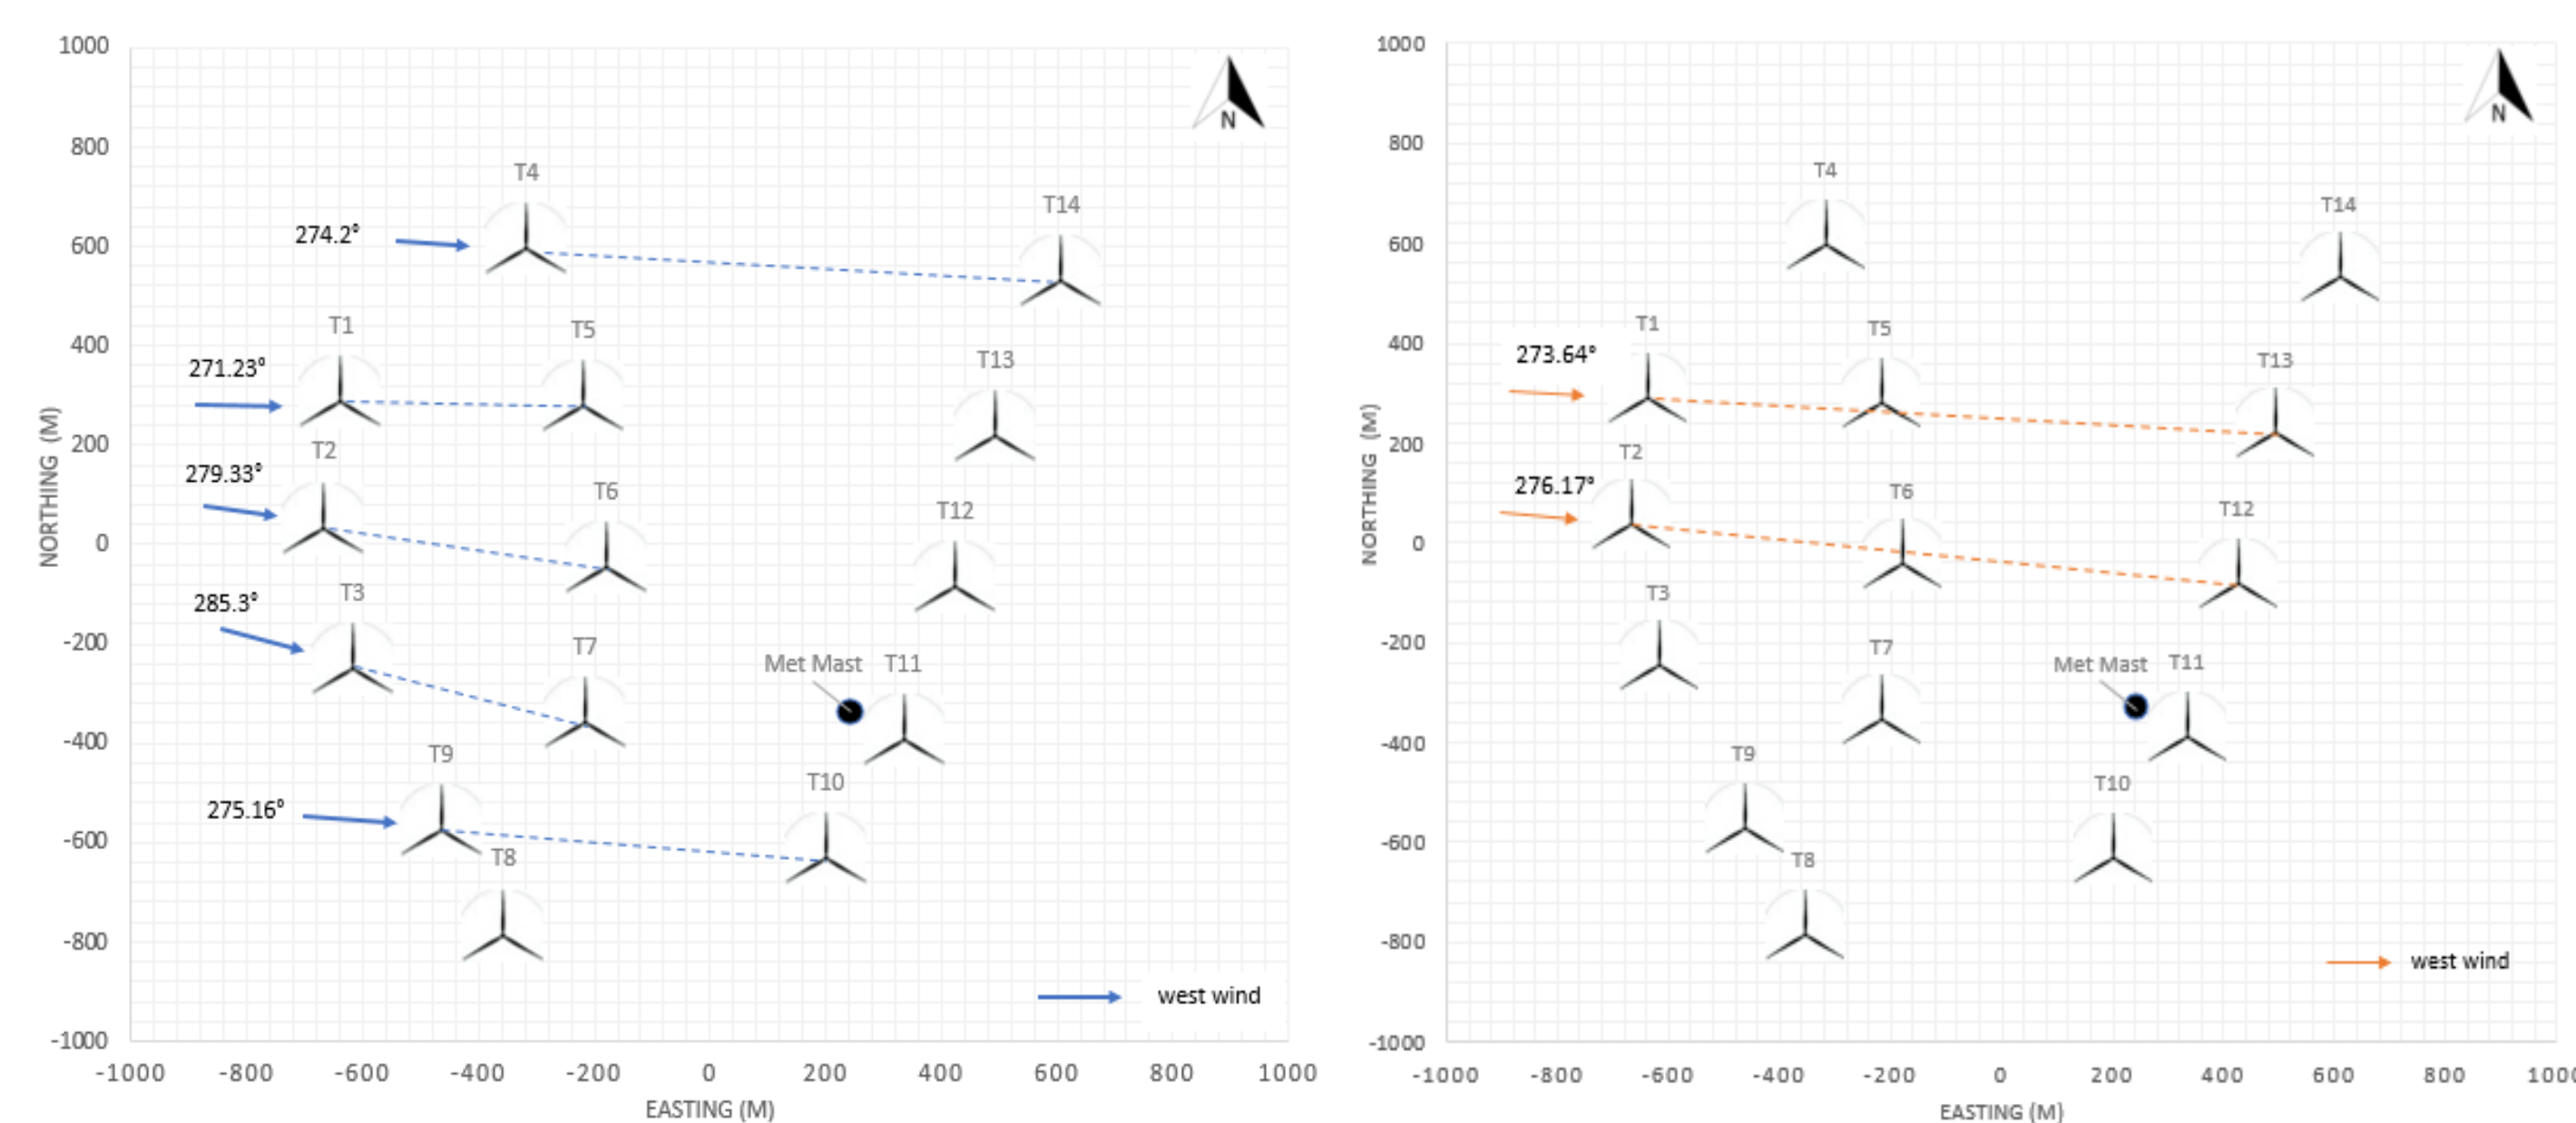 1000
800
600
400
200
0
-200
-400
-600
-800
-1000
NORTHING (M)
-1000 -800 -600 -400 -200 0 200 400 600 800 1000
EASTING (M)
N
T4
274.2°
T14
T1
T5
271.23°
T13
T2
279.33°
T6
T12
285.3°
T3
T7
Met Mast
T11
T9
T10
275.16°
T8
west wind
1000
800
600
400
200
0
-200
-400
-600
-800
-1000
NORTHING (M)
-1000 -800 -600 -400 -200 0 200 400 600 800 1000
EASTING (M)
N
T4
T14
T1
T5
273.64°
T13
T2
276.17°
T6
T12
T3
T7
Met Mast
T11
T9
T10
T8
west wind